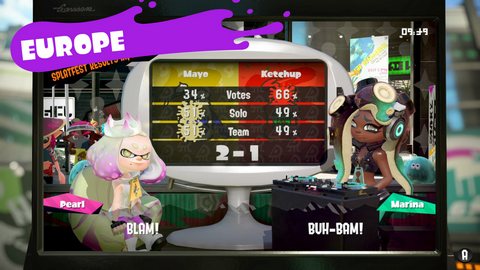 EUROPE
09:39
SPLATFEST RESULTS
Mayo Ketchup
34% Votes 66%
51% Solo 49%
51% Team 49%
2-1
Pearl
Marina
BLAM!
BUH-BAM!
A